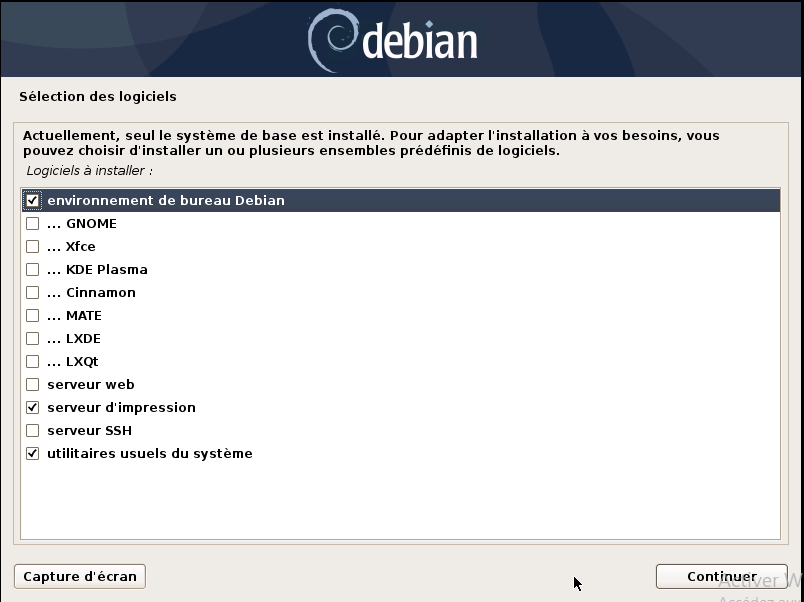 debian
Sélection des logiciels
Actuellement, seul le système de base est installé. Pour adapter l'installation à vos besoins, vous
pouvez choisir d'installer un ou plusieurs ensembles prédéfinis de logiciels.
Logiciels à installer :
environnement de bureau Debian
... GNOME
... Xfce
... KDE Plasma
... Cinnamon
... MATE
... LXDE
... LXQt
serveur web
serveur d'impression
serveur SSH
utilitaires usuels du système
Capture d'écran
Continuer
Activer W